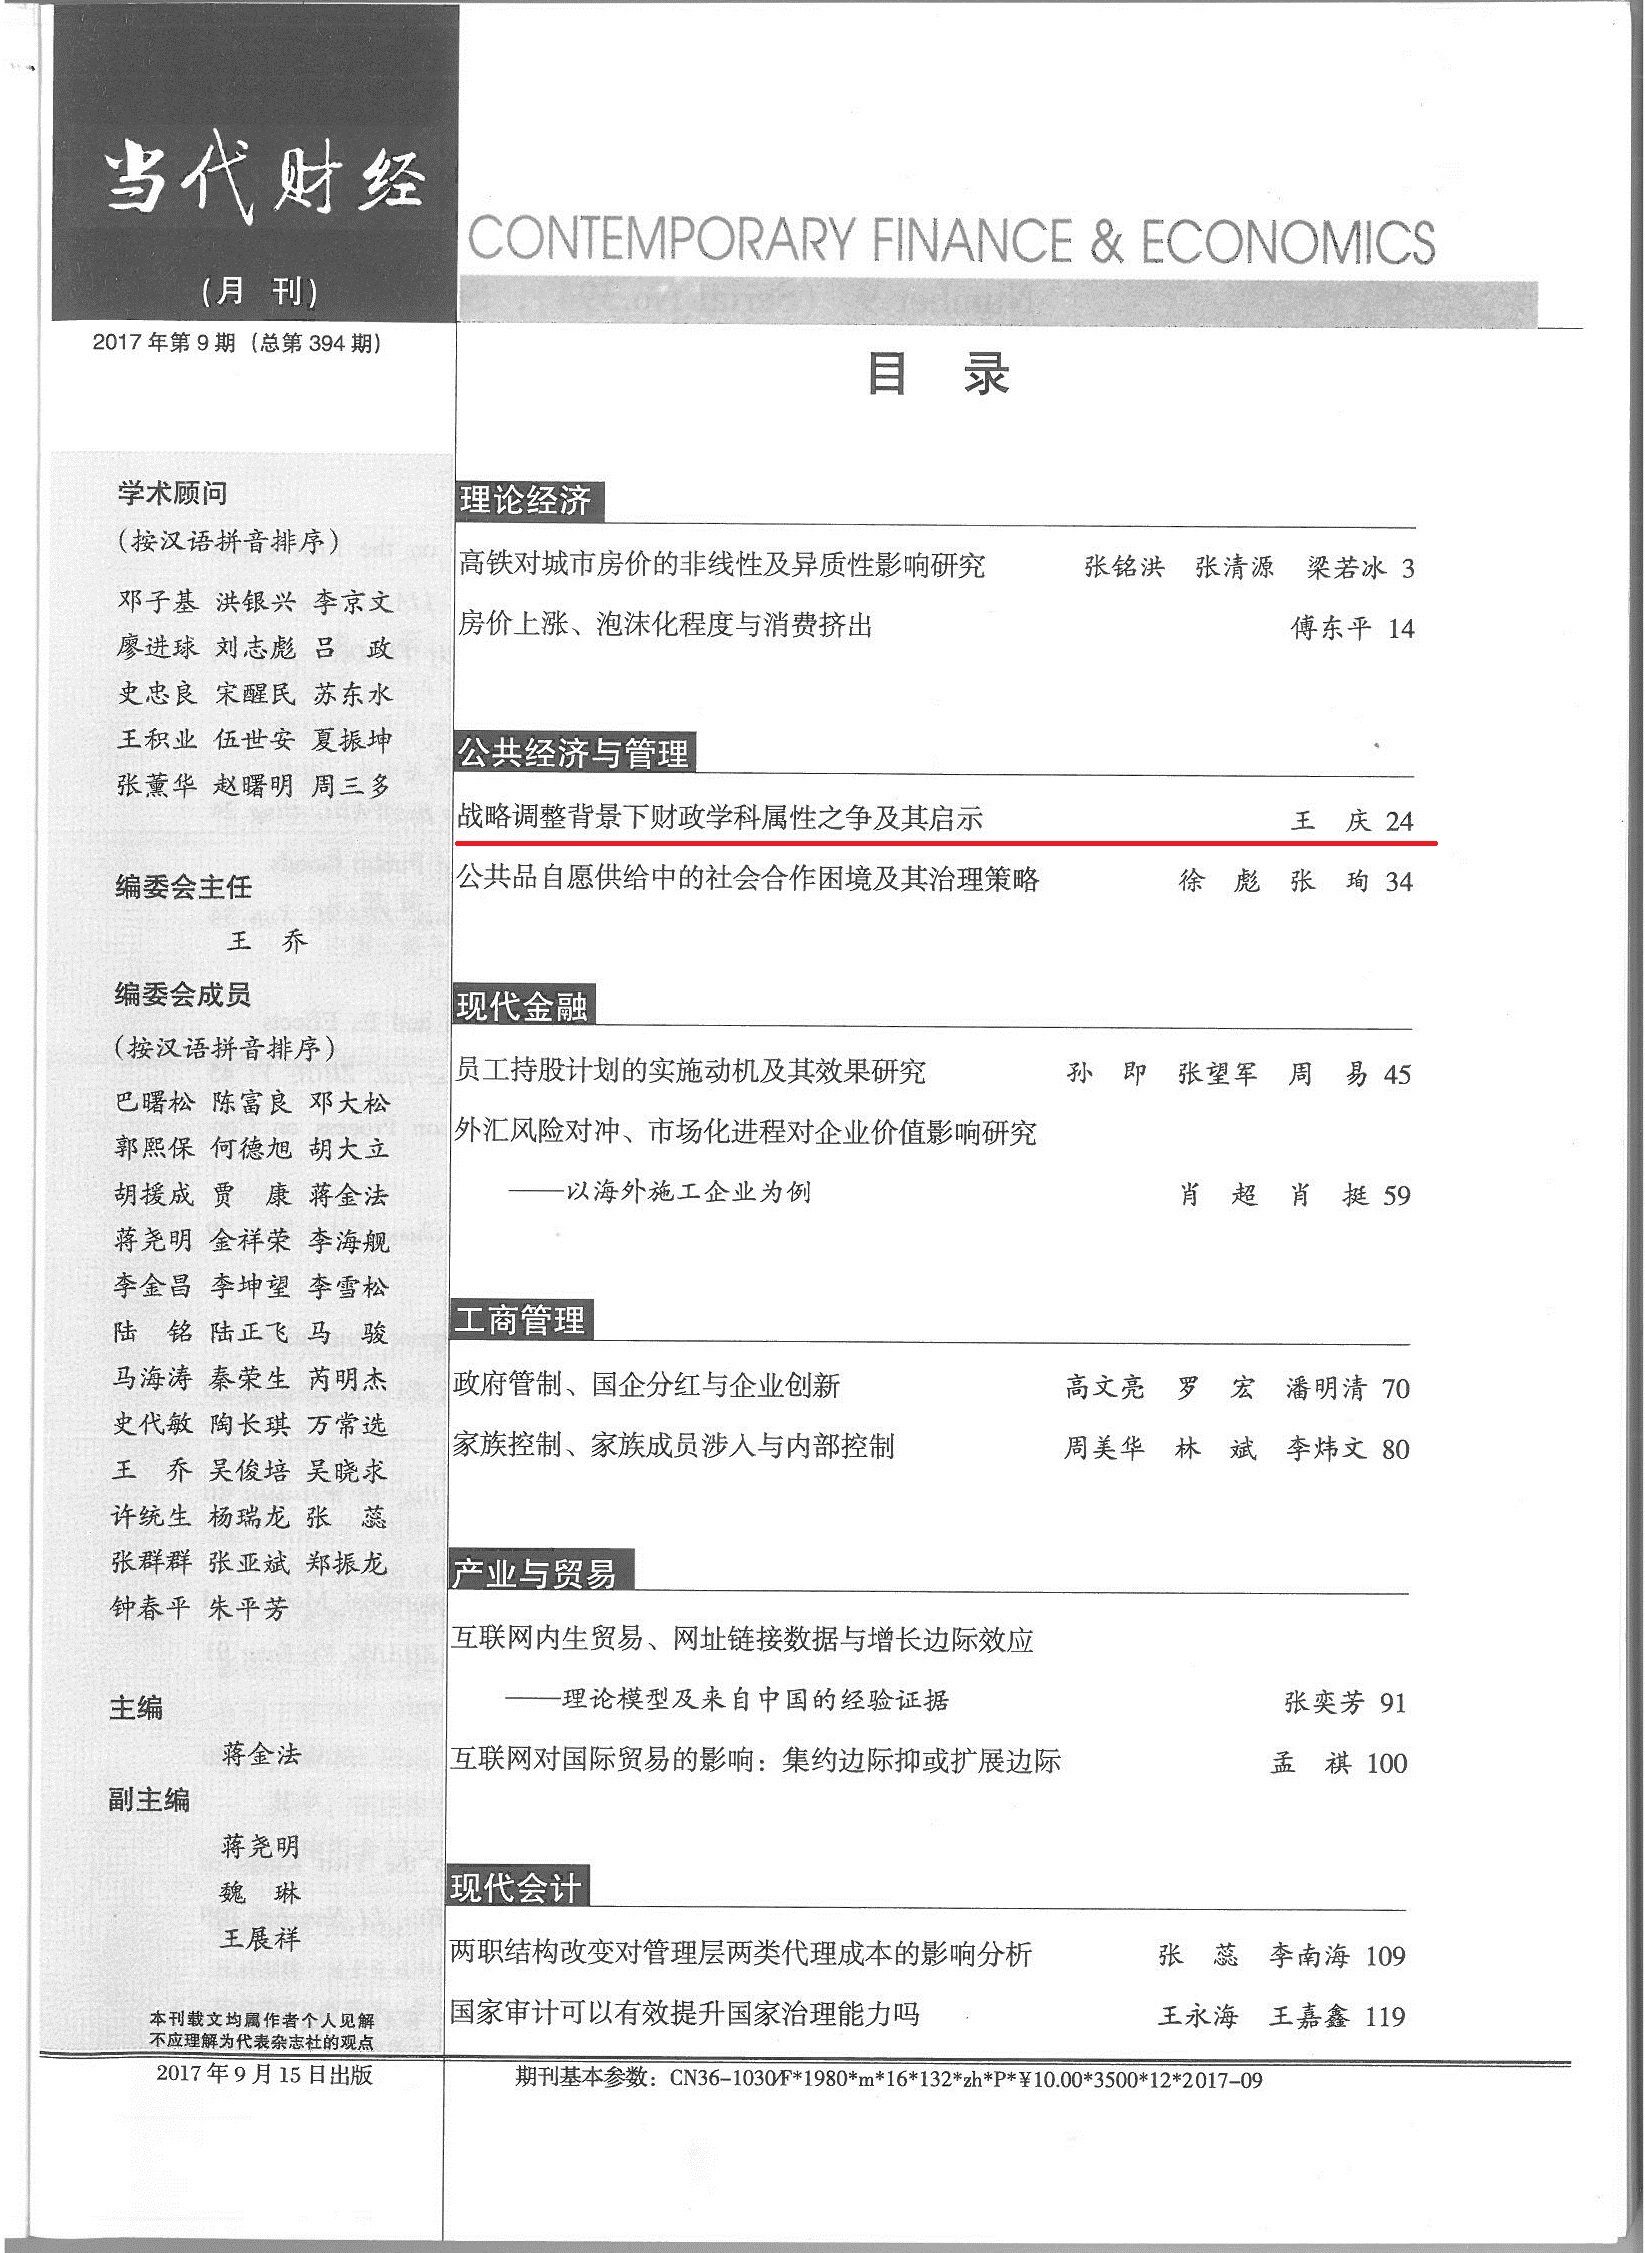 当代财经
(月 刊)
2017年第9期(总第394期)
CONTEMPORARY FINANCE & ECONOMICS
目 录
学术顾问
(按汉语拼音排序)
邓子基 洪银兴 李京文
廖进球 刘志彪 吕 政
史忠良 宋醒民 苏东水
王积业 伍世安 夏振坤
张薰华 赵曙明 周三多
编委会主任
王 乔
编委会成员
(按汉语拼音排序)
巴曙松 陈富良 邓大松
郭熙保 何德旭 胡大立
胡援成 贾 康 蒋金法
蒋尧明 金祥荣 李海舰
李金昌 李坤望 李雪松
陆 铭 陆正飞 马 骏
马海涛 秦荣生 芮明杰
史代敏 陶长琪 万常选
王 乔 吴俊培 吴晓求
许统生 杨瑞龙 张 蕊
张群群 张亚斌 郑振龙
钟春平 朱平芳
主编
蒋金法
副主编
蒋尧明
魏 琳
王展祥
本刊载文均属作者个人见解
不应理解为代表杂志社的观点
2017年9月15日出版
理论经济
高铁对城市房价的非线性及异质性影响研究 张铭洪 张清源 梁若冰 3
房价上涨、泡沫化程度与消费挤出 傅东平 14
公共经济与管理
战略调整背景下财政学科属性之争及其启示 王 庆 24
公共品自愿供给中的社会合作困境及其治理策略 徐 彪 张 珣 34
现代金融
员工持股计划的实施动机及其效果研究 孙 即 张望军 周 易 45
外汇风险对冲、市场化进程对企业价值影响研究
——以海外施工企业为例 肖 超 肖 挺 59
工商管理
政府管制、国企分红与企业创新 高文亮 罗 宏 潘明清 70
家族控制、家族成员涉入与内部控制 周美华 林 斌 李炜文 80
产业与贸易
互联网内生贸易、网址链接数据与增长边际效应
——理论模型及来自中国的经验证据 张奕芳 91
互联网对国际贸易的影响：集约边际抑或扩展边际 孟 祺 100
现代会计
两职结构改变对管理层两类代理成本的影响分析 张 蕊 李南海 109
国家审计可以有效提升国家治理能力吗 王永海 王嘉鑫 119
期刊基本参数：CN36-1030/F*1980*m*16*132*zh*P*￥10.00*3500*12*2017-09